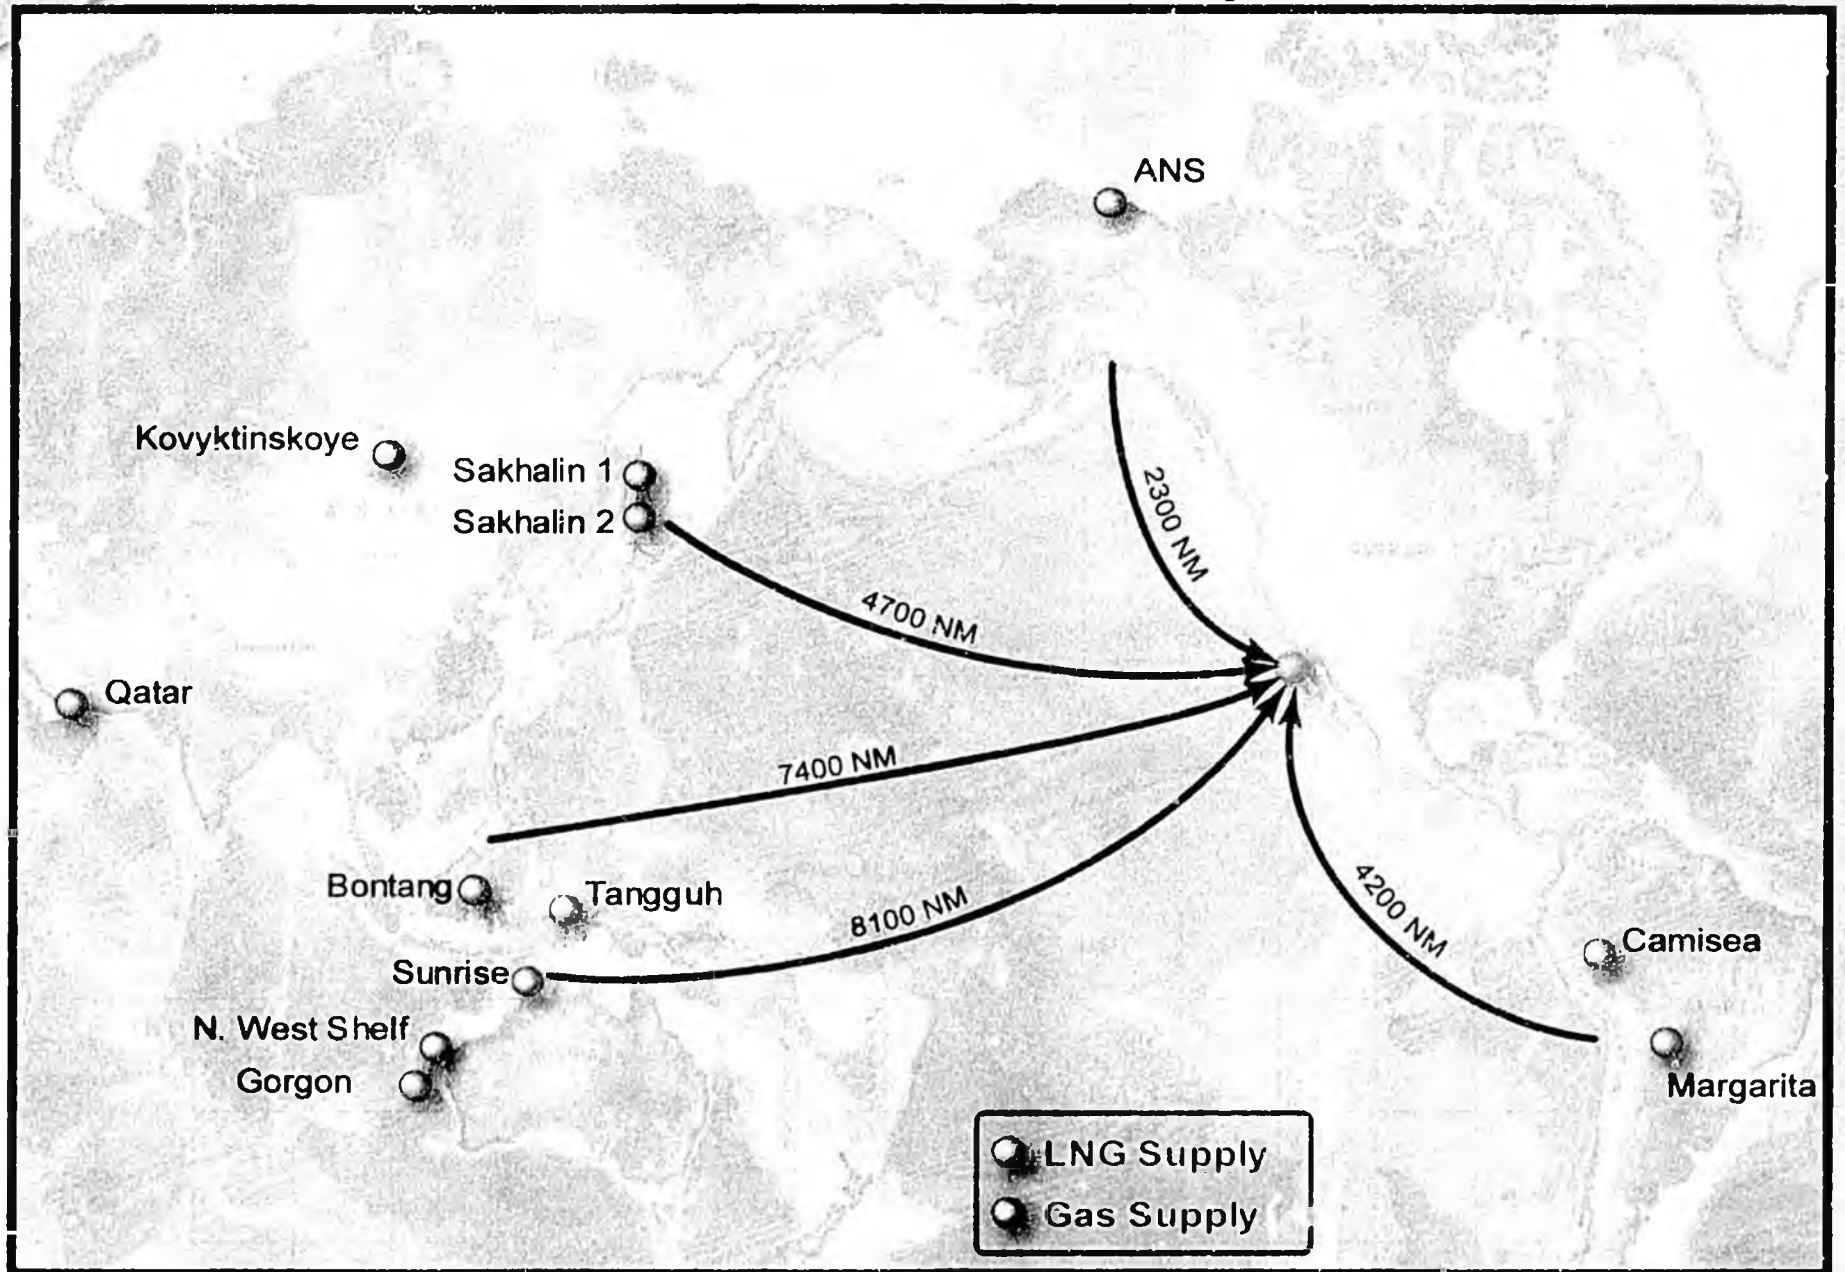 ANS
Kovyktinskoye
Sakhalin 1
Sakhalin 2
2300 NM
4700 NM
Qatar
7400 NM
Bontang
Tangguh
8100 NM
4200 NM
Camisea
Sunrise
N. West Shelf
Gorgon
Margarita
LNG Supply
Gas Supply